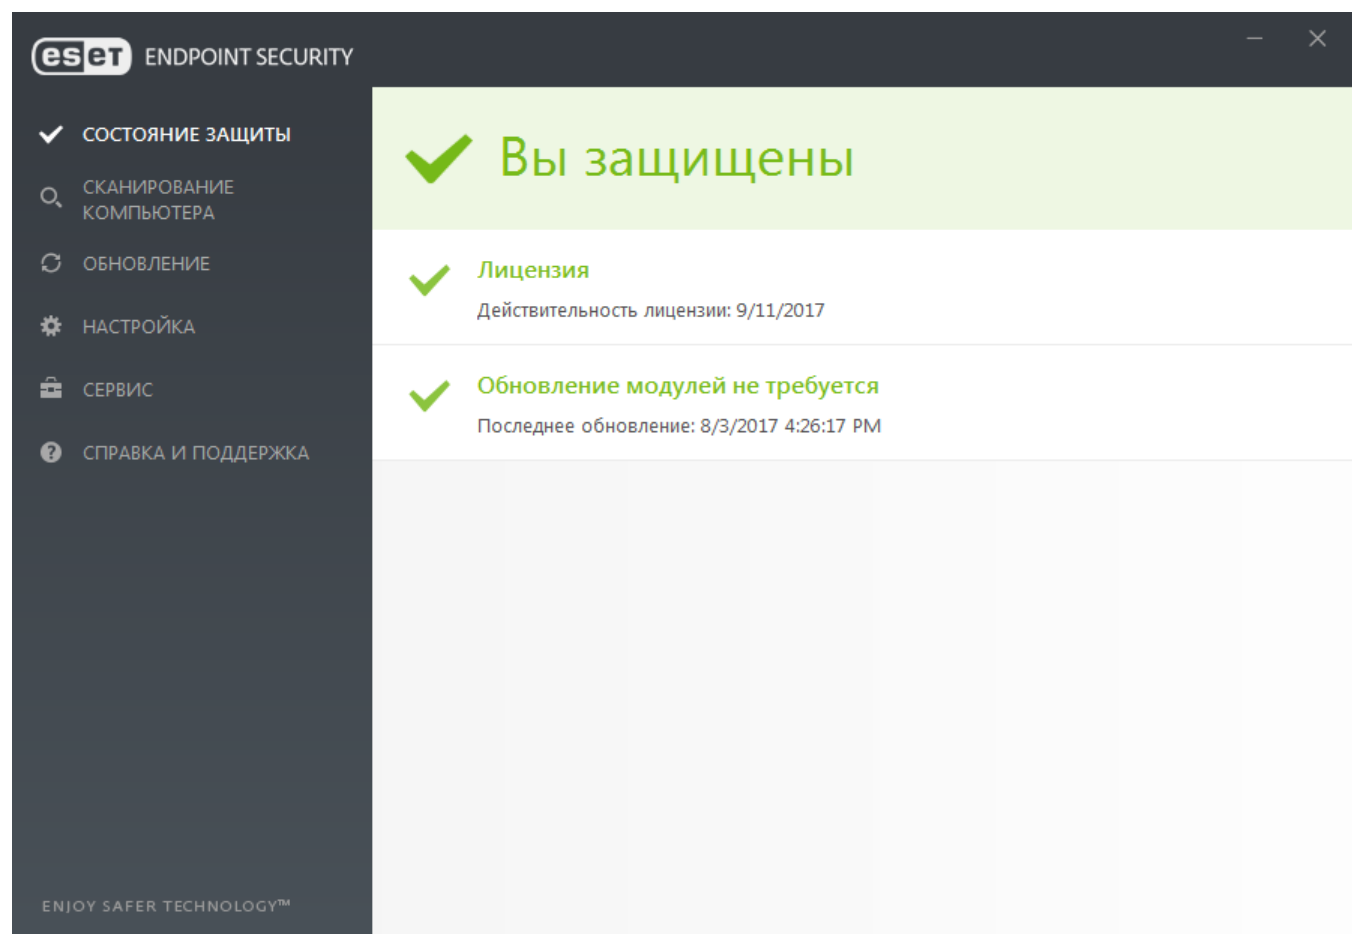 eset ENDPOINT SECURITY
СОСТОЯНИЕ ЗАЩИТЫ
СКАНИРОВАНИЕ
КОМПЬЮТЕРА
ОБНОВЛЕНИЕ
НАСТРОЙКА
СЕРВИС
СПРАВКА И ПОДДЕРЖКА
ENJOY SAFER TECHNOLOGY™
Вы защищены
Лицензия
Действительность лицензии: 9/11/2017
Обновление модулей не требуется
Последнее обновление: 8/3/2017 4:26:17 PM